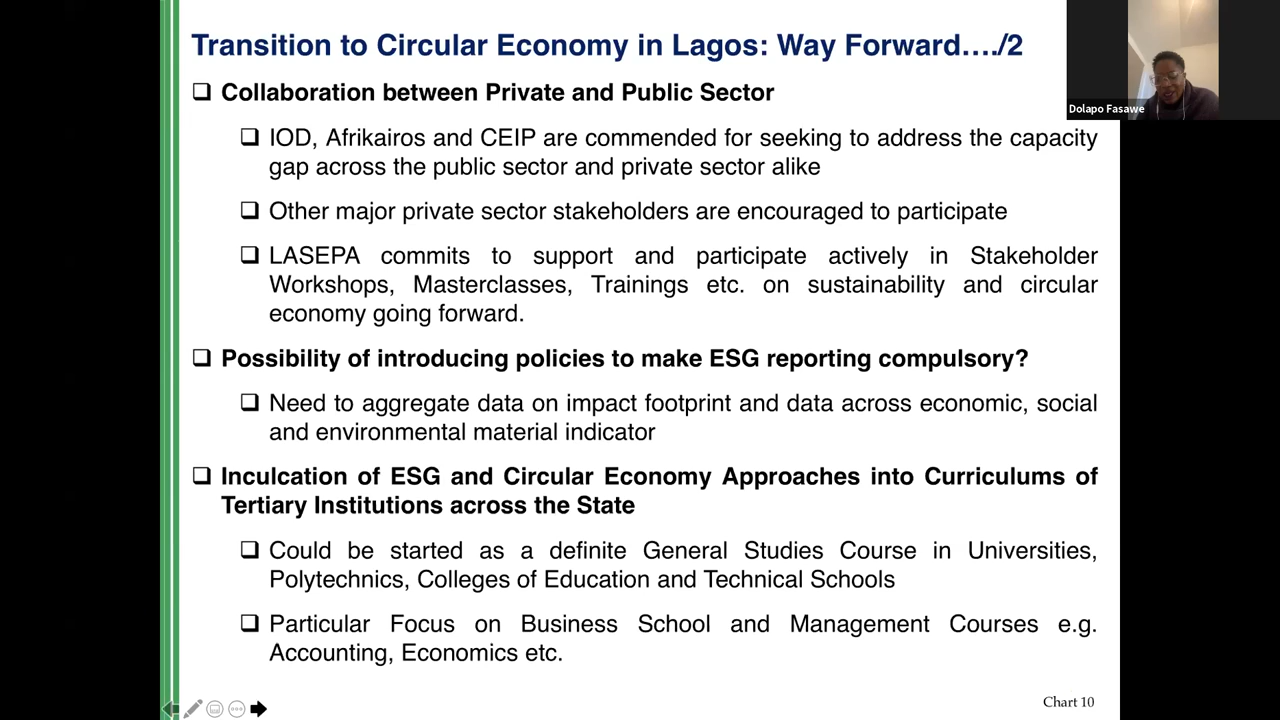 Transition to Circular Economy in Lagos: Way Forward…./2
Dolapo Fasawe
❑ Collaboration between Private and Public Sector
❑ IOD, Afrikairos and CEIP are commended for seeking to address the capacity
gap across the public sector and private sector alike
❑ Other major private sector stakeholders are encouraged to participate
❑ LASEPA commits to support and participate actively in Stakeholder
Workshops, Masterclasses, Trainings etc. on sustainability and circular
economy going forward.
❑ Possibility of introducing policies to make ESG reporting compulsory?
❑ Need to aggregate data on impact footprint and data across economic, social
and environmental material indicator
❑ Inculcation of ESG and Circular Economy Approaches into Curriculums of
Tertiary Institutions across the State
❑ Could be started as a definite General Studies Course in Universities,
Polytechnics, Colleges of Education and Technical Schools
❑ Particular Focus on Business School and Management Courses e.g.
Accounting, Economics etc.
Chart 10